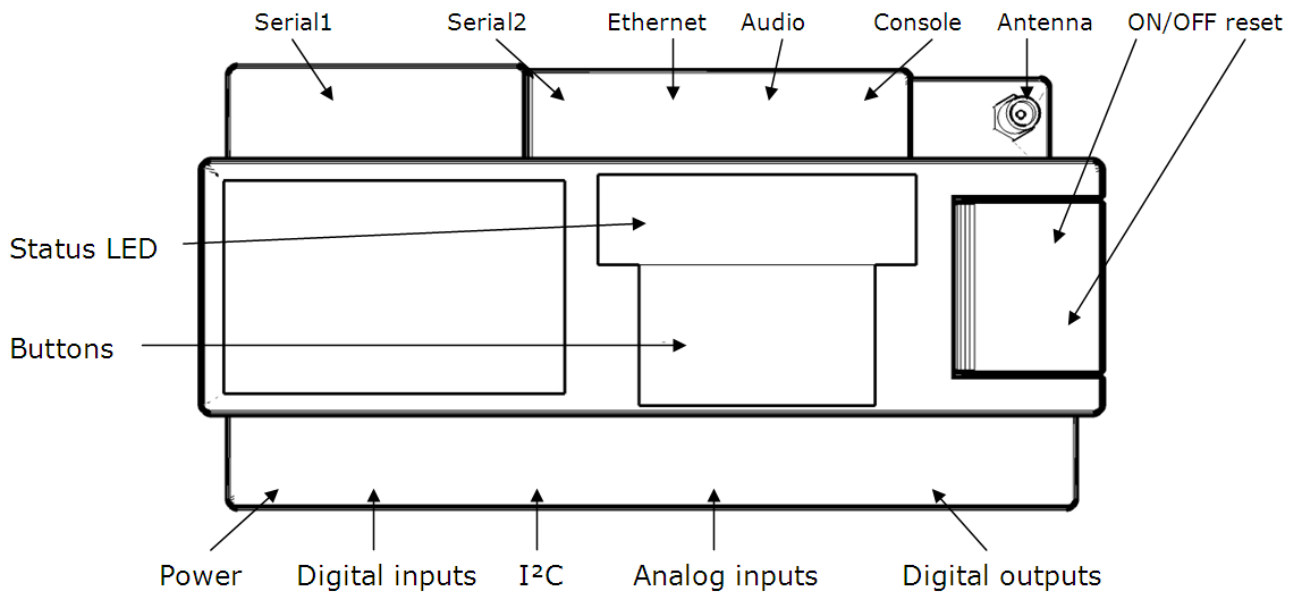 Serial1 Serial2 Ethernet Audio Console Antenna ON/OFF reset
Status LED
Buttons
Power Digital inputs I²C Analog inputs Digital outputs